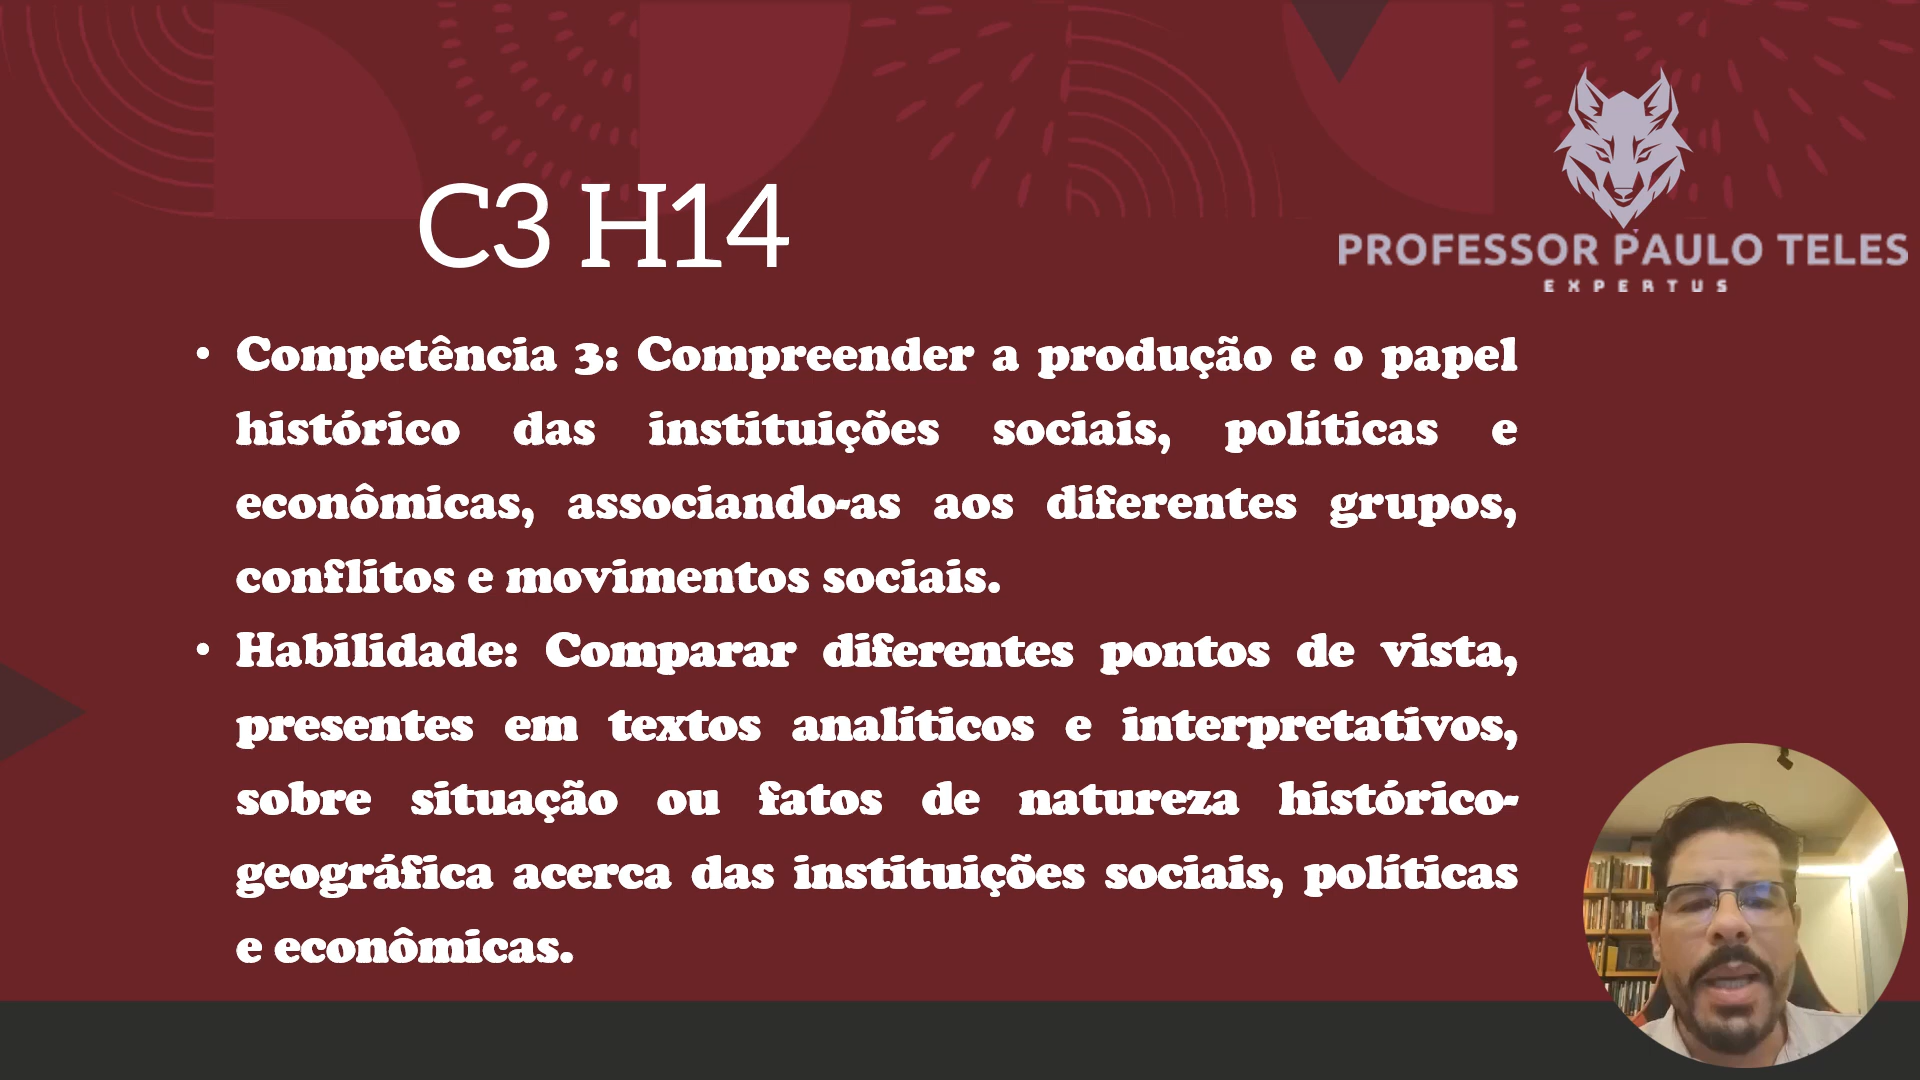 C3 H14
PROFESSOR PAULO TELES
EXPERTUS
• Competência 3: Compreender a produção e o papel
histórico das instituições sociais, políticas e
econômicas, associando-as aos diferentes grupos,
conflitos e movimentos sociais.
• Habilidade: Comparar diferentes pontos de vista,
presentes em textos analíticos e interpretativos,
sobre situação ou fatos de natureza histórico-
geográfica acerca das instituições sociais, políticas
e econômicas.